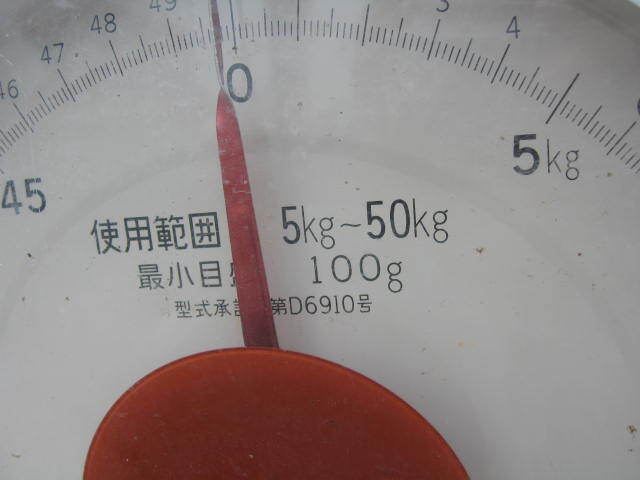 46 47 48 49 0 3 4
45 5kg
使用範囲 5kg~50kg
最小目 100g
型式承 第D6910号